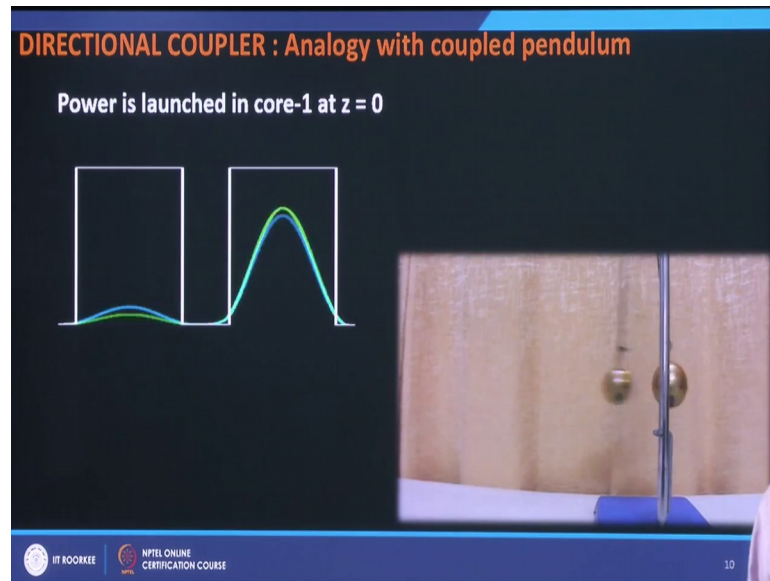 DIRECTIONAL COUPLER : Analogy with coupled pendulum
Power is launched in core-1 at z = 0
IIT ROORKEE
NPTEL ONLINE
CERTIFICATION COURSE
10